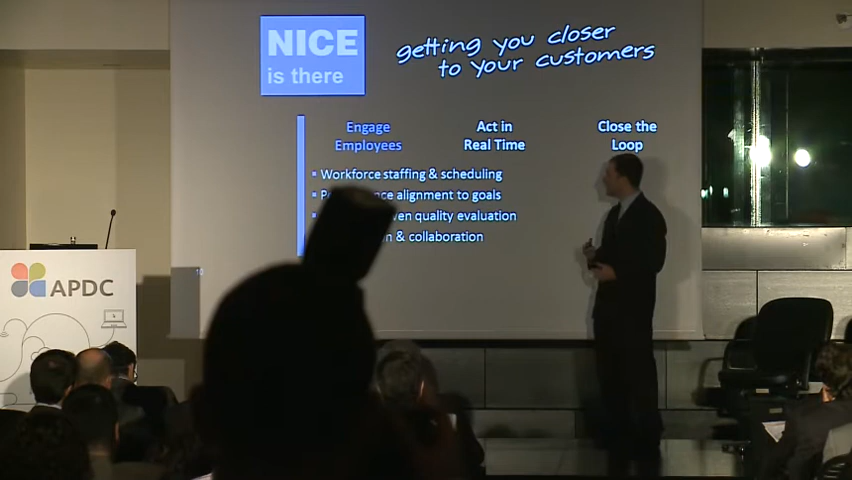 NICE
is there
getting you closer
to your customers
Engage
Employees
Act in
Real Time
Close the
Loop
Workforce staffing & scheduling
alignment to goals
quality evaluation
& collaboration
APDC